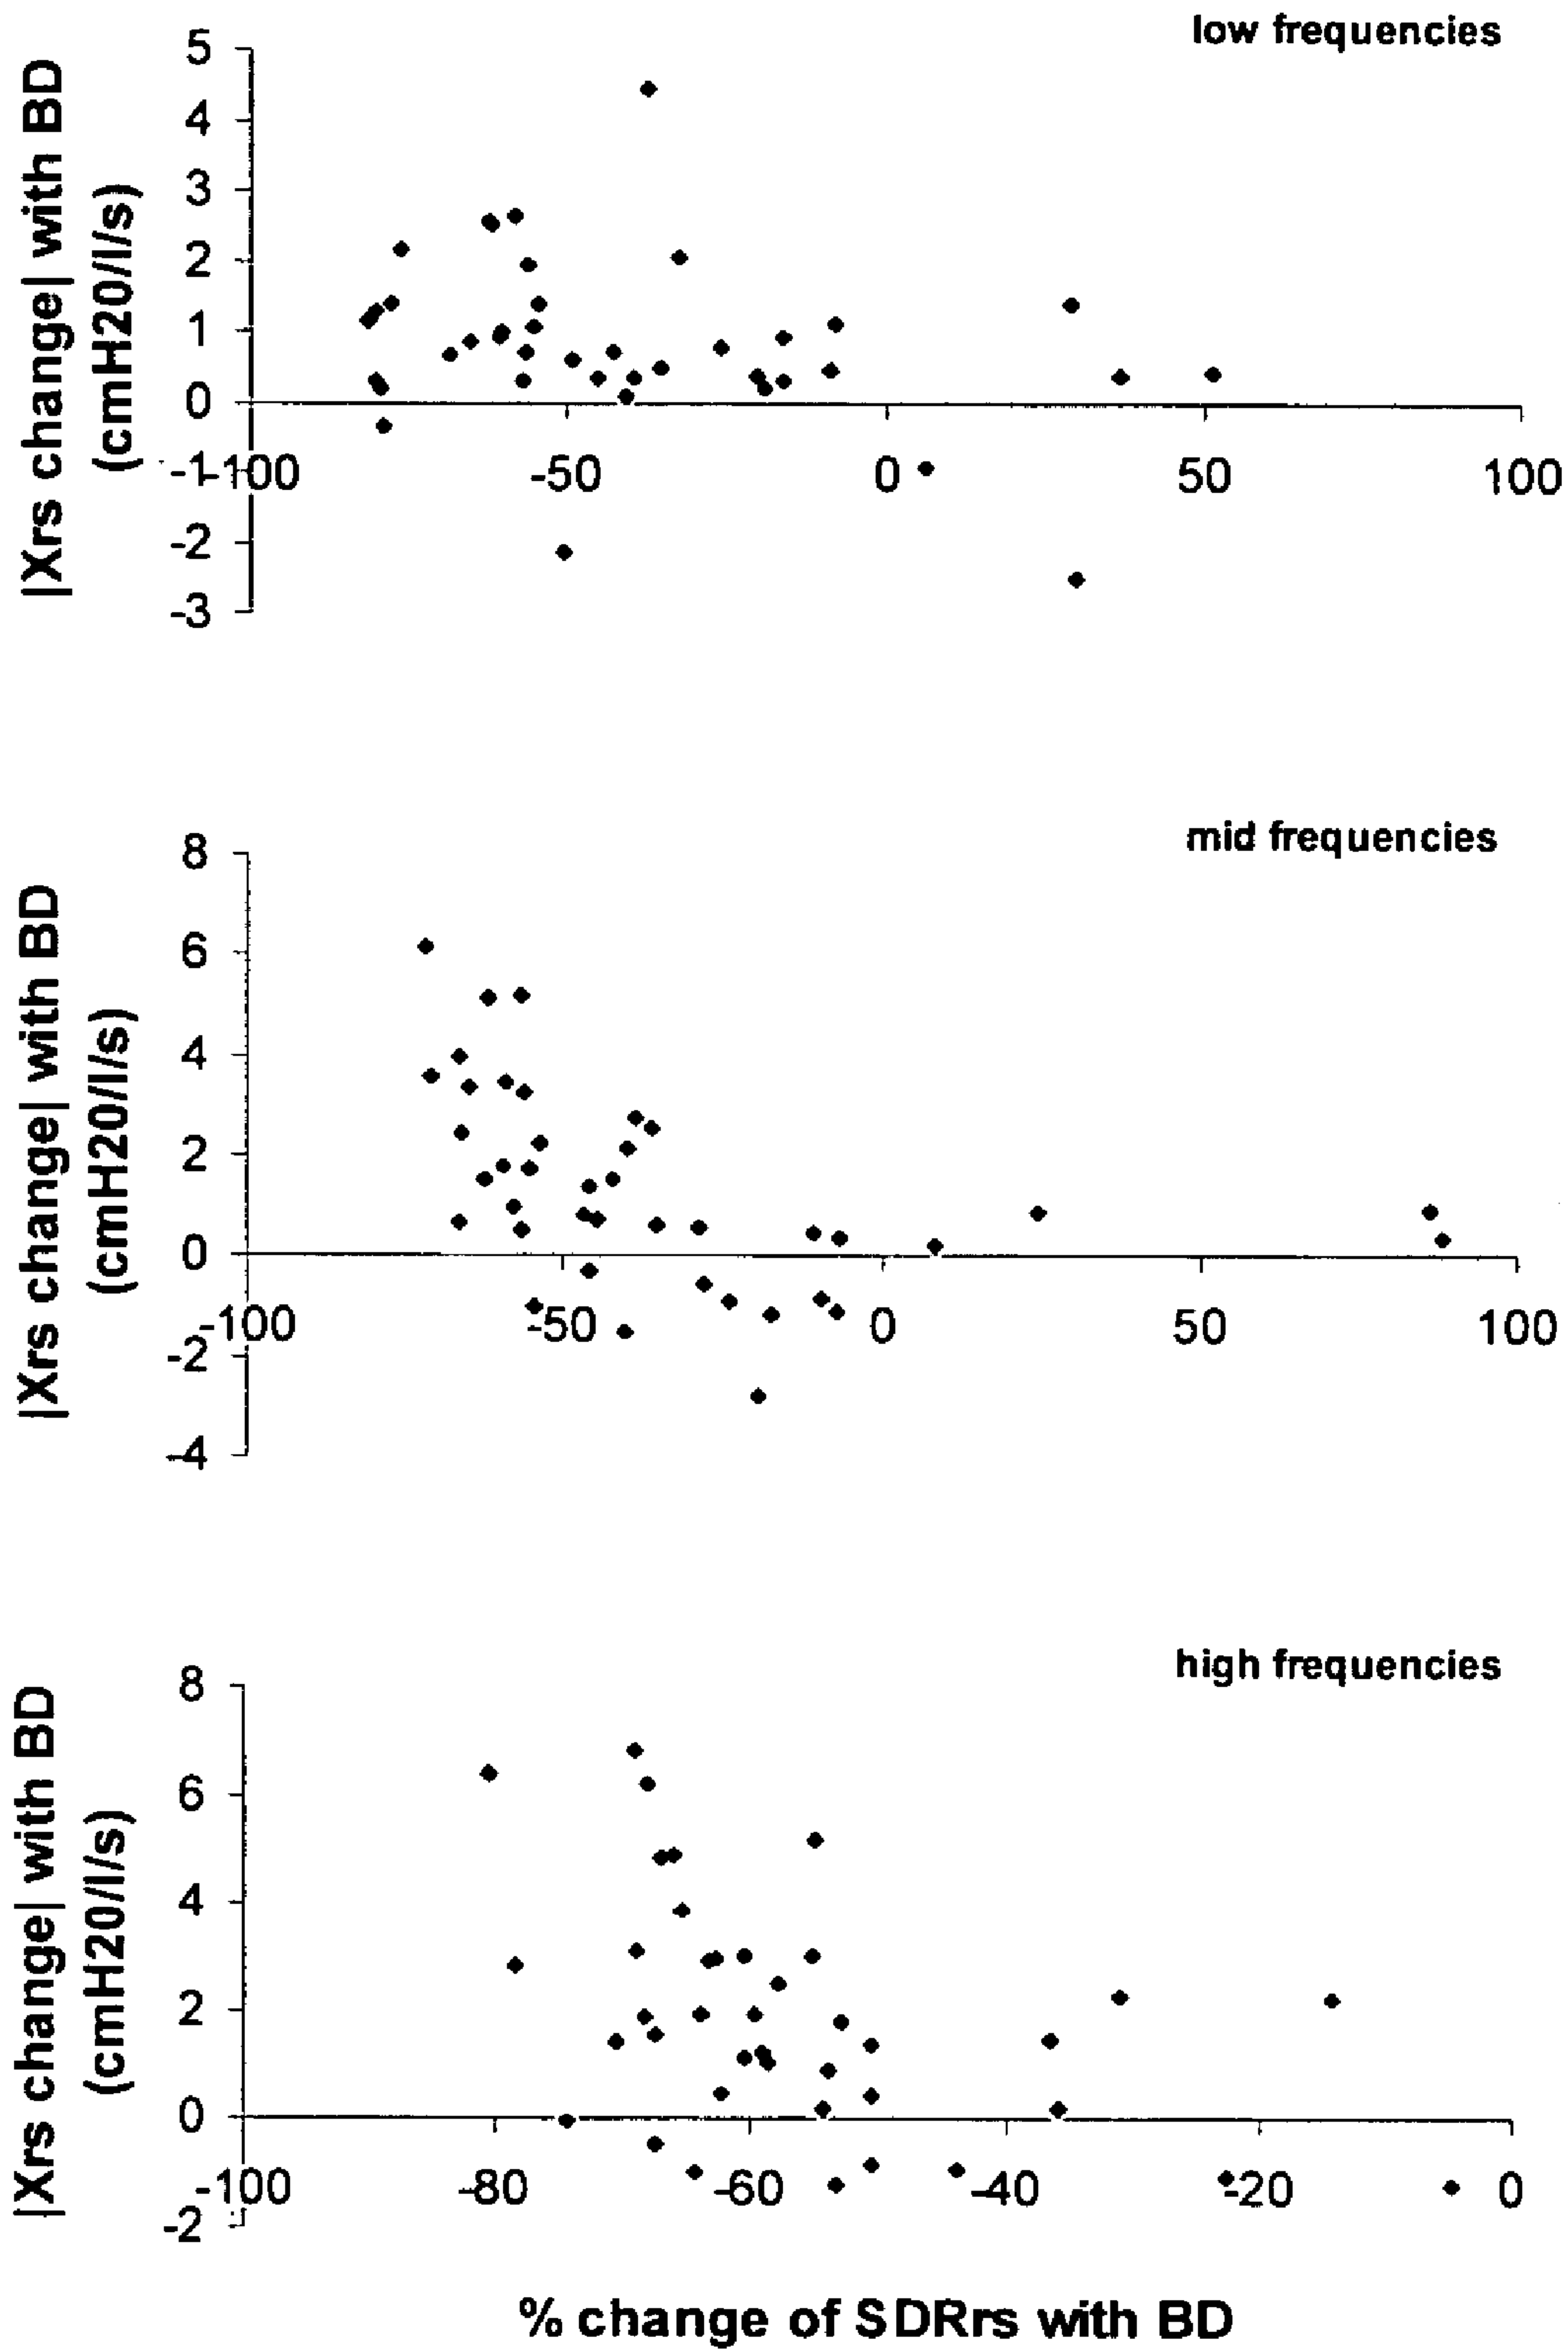 low frequencies
|Xrs change| with BD
(cmH20/l/s)
5
4
3
2
1
0
-1
-2
-3
-100 -50 0 50 100
mid frequencies
|Xrs change| with BD
(cmH20/l/s)
8
6
4
2
0
-2
-4
-100 -50 0 50 100
high frequencies
|Xrs change| with BD
(cmH20/l/s)
8
6
4
2
0
-2
-100 -80 -60 -40 -20 0
% change of SDRrs with BD